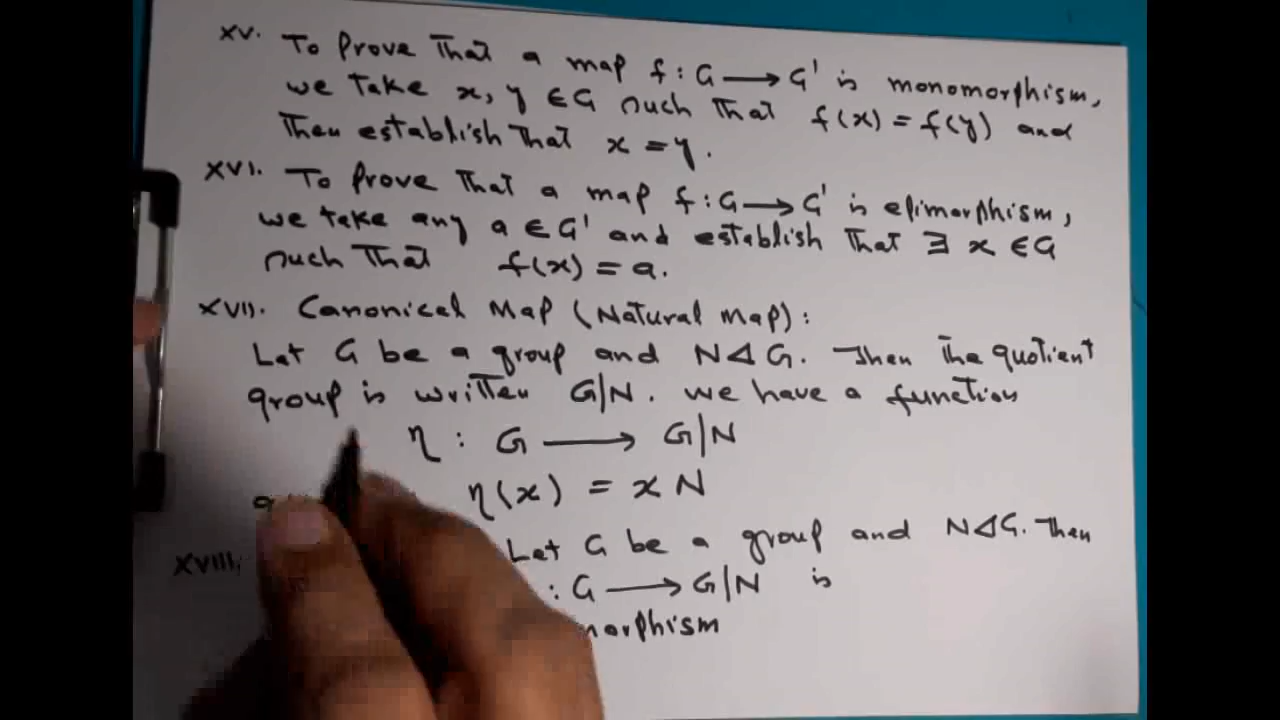 XV. To prove that a map f : G ⟶ G' is monomorphism,
we take x, y ∈ G such that f(x) = f(y) and
then establish that x = y.
XVI. To prove that a map f : G ⟶ G' is epimorphism,
we take any a ∈ G' and establish that ∃ x ∈ G
such that f(x) = a.
XVII. Canonical Map (Natural Map) :
Let G be a group and N ⊲ G. Then the quotient
group is written G|N. we have a function
η : G ⟶ G|N
η(x) = x N
XVIII. Let G be a group and N ⊲ G. Then
: G ⟶ G|N is
morphism